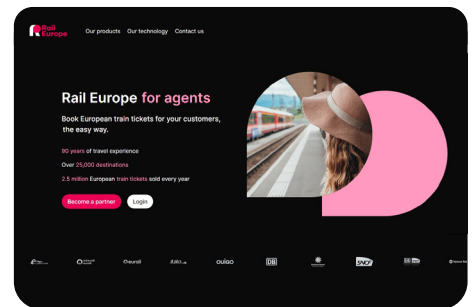 Rail
Europe
Our products Our technology Contact us
Rail Europe for agents
Book European train tickets for your customers,
the easy way.
90 years of travel experience
Over 25,000 destinations
2.5 million European train tickets sold every year
Become a partner Login
eurail italo OUIGO DB SNCF